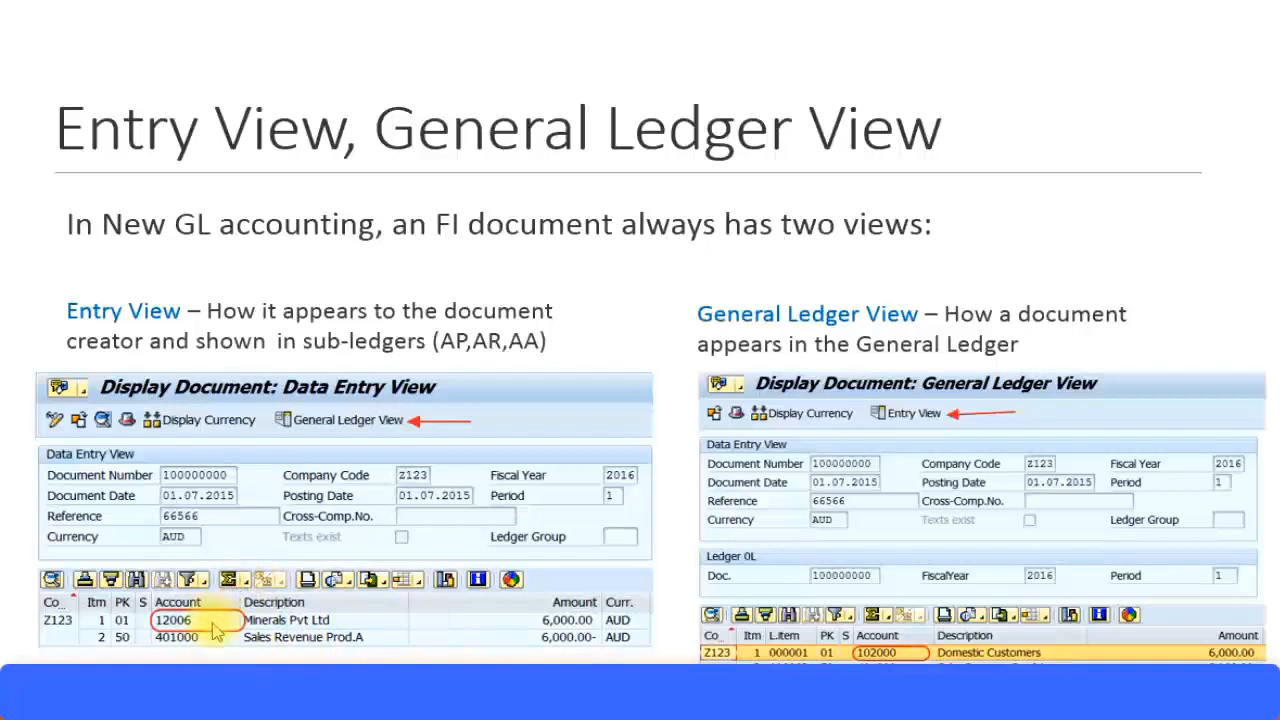 Entry View, General Ledger View
In New GL accounting, an FI document always has two views:
Entry View – How it appears to the document
creator and shown in sub-ledgers (AP,AR,AA)
Display Document: Data Entry View
Display Currency General Ledger View
Data Entry View
Document Number 100000000 Company Code Z123 Fiscal Year 2016
Document Date 01.07.2015 Posting Date 01.07.2015 Period 1
Reference 66566 Cross-Comp.No.
Currency AUD Texts exist Ledger Group
Co... Itm PK S Account Description Amount Curr.
Z123 1 01 12006 Minerals Pvt Ltd 6,000.00 AUD
2 50 401000 Sales Revenue Prod.A 6,000.00- AUD
General Ledger View – How a document
appears in the General Ledger
Display Document: General Ledger View
Display Currency Entry View
Data Entry View
Document Number 100000000 Company Code Z123 Fiscal Year 2016
Document Date 01.07.2015 Posting Date 01.07.2015 Period 1
Reference 66566 Cross-Comp.No.
Currency AUD Texts exist Ledger Group
Ledger 0L
Doc. 100000000 FiscalYear 2016 Period 1
Co... Itm L.item PK S Account Description Amount
Z123 1 000001 01 102000 Domestic Customers 6,000.00